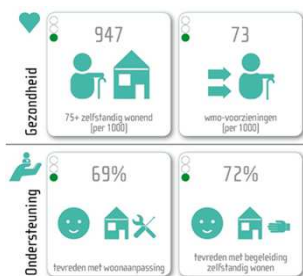 Gezondheid
947
75+ zelfstandig wonend
(per 1000)
73
wmo-voorzieningen
(per 1000)
Ondersteuning
69%
tevreden met woonaanpassing
72%
tevreden met begeleiding
zelfstandig wonen